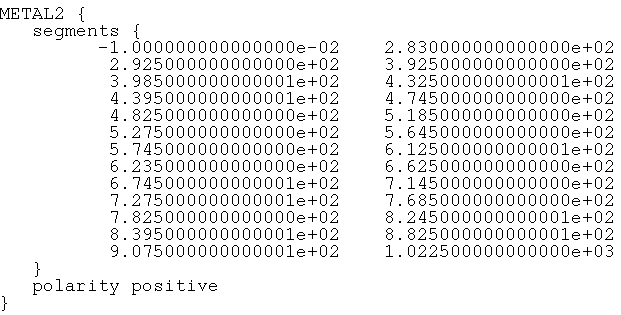 METAL2 {
segments {
-1.000000000000000e-02 2.830000000000000e+02
2.925000000000000e+02 3.925000000000000e+02
3.985000000000001e+02 4.325000000000001e+02
4.395000000000001e+02 4.745000000000000e+02
4.825000000000000e+02 5.185000000000000e+02
5.275000000000000e+02 5.645000000000000e+02
5.745000000000000e+02 6.125000000000001e+02
6.235000000000000e+02 6.625000000000000e+02
6.745000000000001e+02 7.145000000000000e+02
7.275000000000001e+02 7.685000000000000e+02
7.825000000000000e+02 8.245000000000001e+02
8.395000000000000e+02 8.825000000000001e+02
9.075000000000001e+02 1.022500000000000e+03
}
polarity positive
}